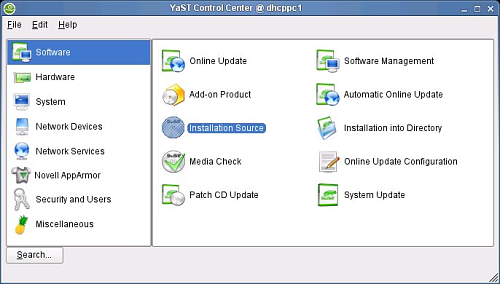 YaST Control Center @ dhcppc1
File Edit Help
Software
Hardware
System
Network Devices
Network Services
Novell AppArmor
Security and Users
Miscellaneous
Online Update
Software Management
Add-on Product
Automatic Online Update
Installation Source
Installation into Directory
Media Check
Online Update Configuration
Patch CD Update
System Update
Search...